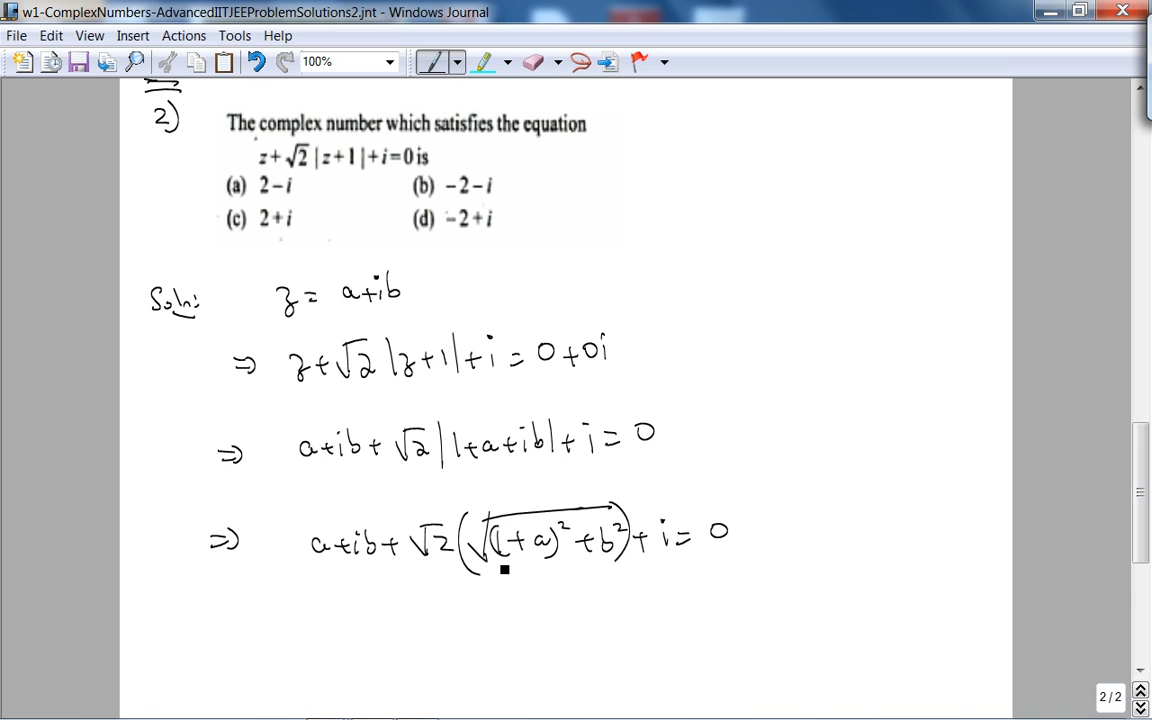 w1-ComplexNumbers-AdvancedIITJEEProblemSolutions2.jnt - Windows Journal
File Edit View Insert Actions Tools Help
100%
2)
The complex number which satisfies the equation
z+√2 |z+1|+i=0 is
(a) 2-i (b) -2-i
(c) 2+i (d) -2+i
Soln: z = a+ib
⇒ z+√2 |z+1|+i = 0+0i
⇒ a+ib+√2 |1+a+ib|+i = 0
⇒ a+ib+√2(√((1+a)²+b²))+i = 0
2/2